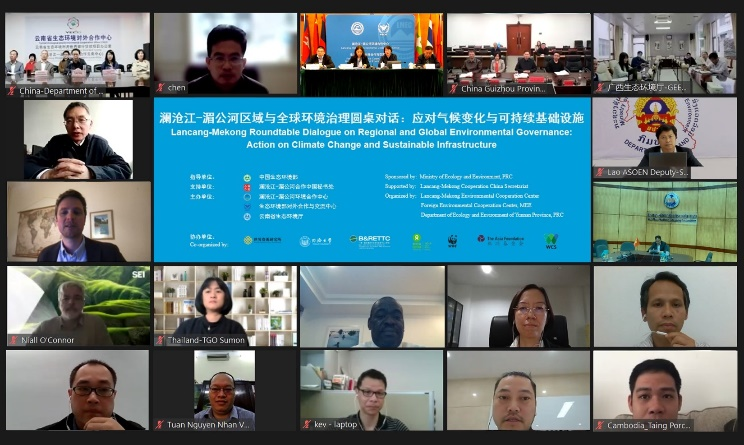 云南省生态环境对外合作中心
China-Department of ...
chen
China Guizhou Provin...
广西生态环境厅-GEE...
澜沧江-湄公河区域与全球环境治理圆桌对话：应对气候变化与可持续基础设施
Lancang-Mekong Roundtable Dialogue on Regional and Global Environmental Governance:
Action on Climate Change and Sustainable Infrastructure
指导单位： 中国生态环境部 Sponsored by: Ministry of Ecology and Environment, PRC
支持单位： 澜沧江-湄公河合作中国秘书处 Supported by: Lancang-Mekong Cooperation China Secretariat
主办单位： 澜沧江-湄公河环境合作中心 Organized by: Lancang-Mekong Environmental Cooperation Center
生态环境部对外合作与交流中心 Foreign Environmental Cooperation Center, MEE
云南省生态环境厅 Department of Ecology and Environment of Yunnan Province, PRC
协办单位：
Co-organized by:
B&RETTC
WWF
The Asia Foundation
WCS
Lao ASOEN Deputy-S...
SEI
Niall O'Connor
Thailand-TGO Sumon
Tuan Nguyen Nhan V...
kev - laptop
Cambodia_Taing Porc...